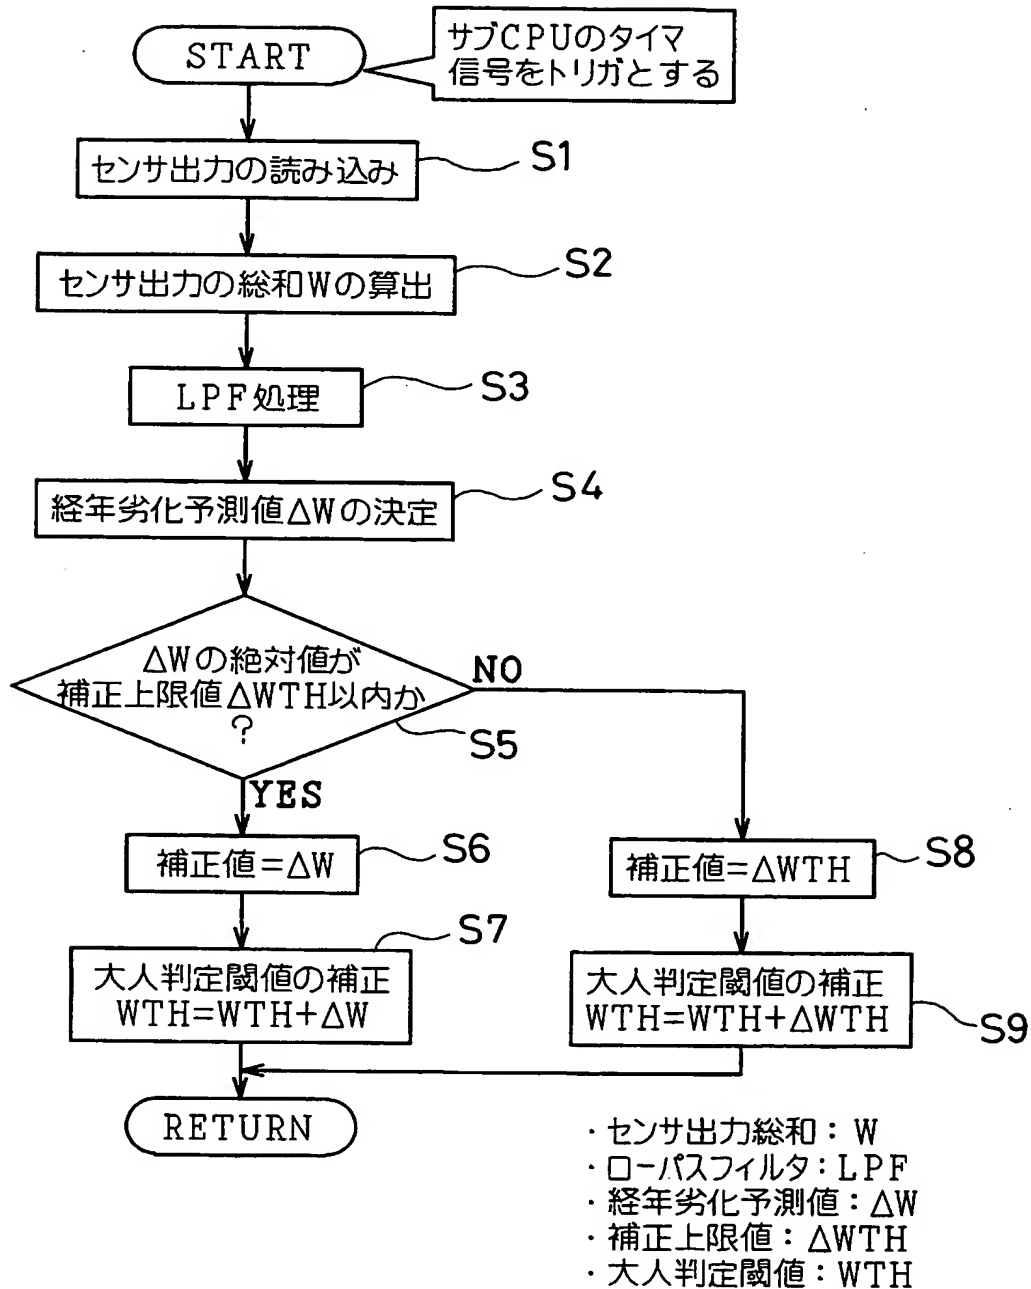 START
サブCPUのタイマ
信号をトリガとする
センサ出力の読み込み
S1
センサ出力の総和Wの算出
S2
LPF処理
S3
経年劣化予測値ΔWの決定
S4
ΔWの絶対値が
補正上限値ΔWTH以内か
?
S5
NO
YES
補正値=ΔW
S6
大人判定閾値の補正
WTH=WTH+ΔW
S7
補正値=ΔWTH
S8
大人判定閾値の補正
WTH=WTH+ΔWTH
S9
RETURN
・センサ出力総和:W
・ローパスフィルタ:LPF
・経年劣化予測値:ΔW
・補正上限値:ΔWTH
・大人判定閾値:WTH